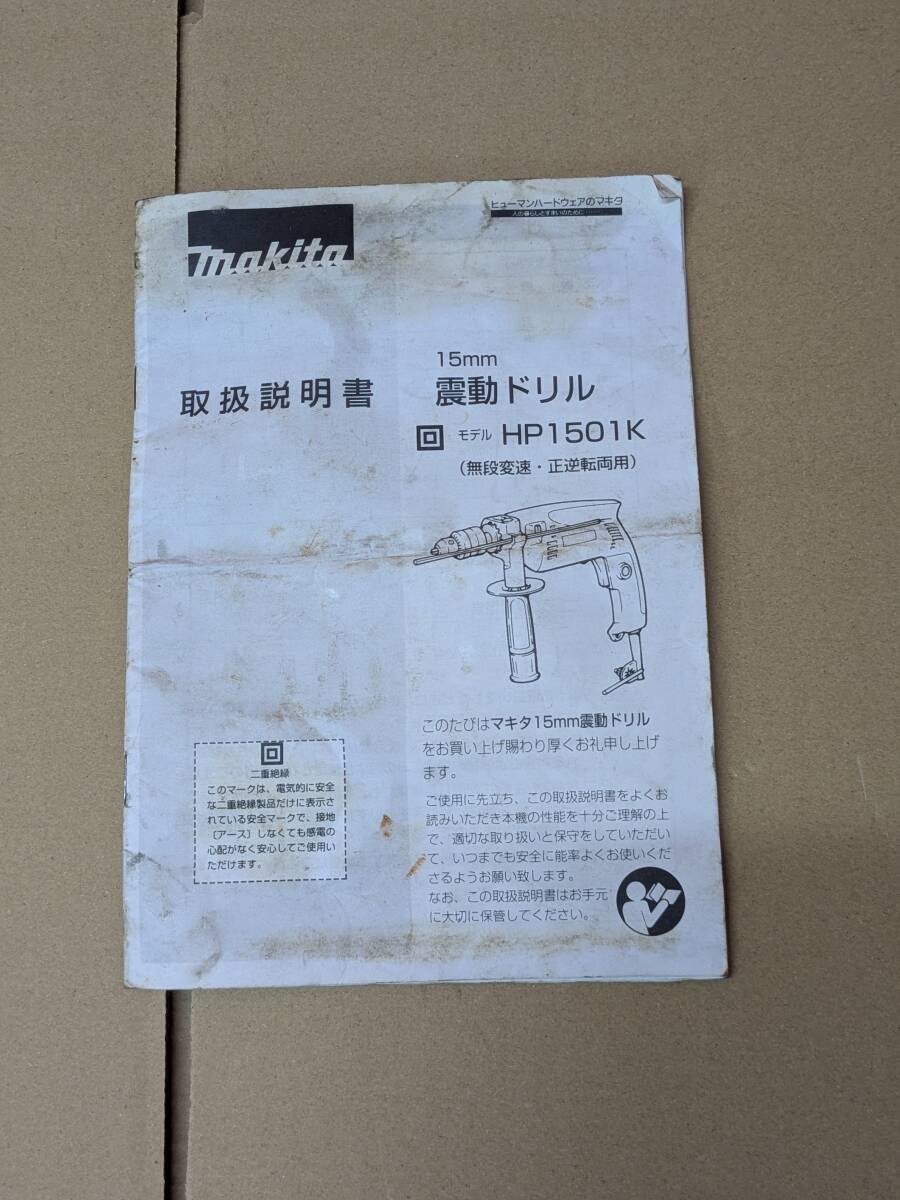 makita
ヒューマンハードウェアのマキタ
人の暮らしとすまいのために……
取扱説明書
15mm
震動ドリル
モデル HP1501K
（無段変速・正逆転両用）
このたびはマキタ15mm震動ドリル
をお買い上げ賜わり厚くお礼申し上げ
ます。
ご使用に先立ち、この取扱説明書をよくお
読みいただき本機の性能を十分ご理解の上
で、適切な取り扱いと保守をしていただい
て、いつまでも安全に能率よくお使いくだ
さるようお願い致します。
なお、この取扱説明書はお手元
に大切に保管してください。
二重絶縁
このマークは、電気的に安全
な二重絶縁製品だけに表示さ
れている安全マークで、接地
〔アース〕しなくても感電の
心配がなく安心してご使用い
ただけます。